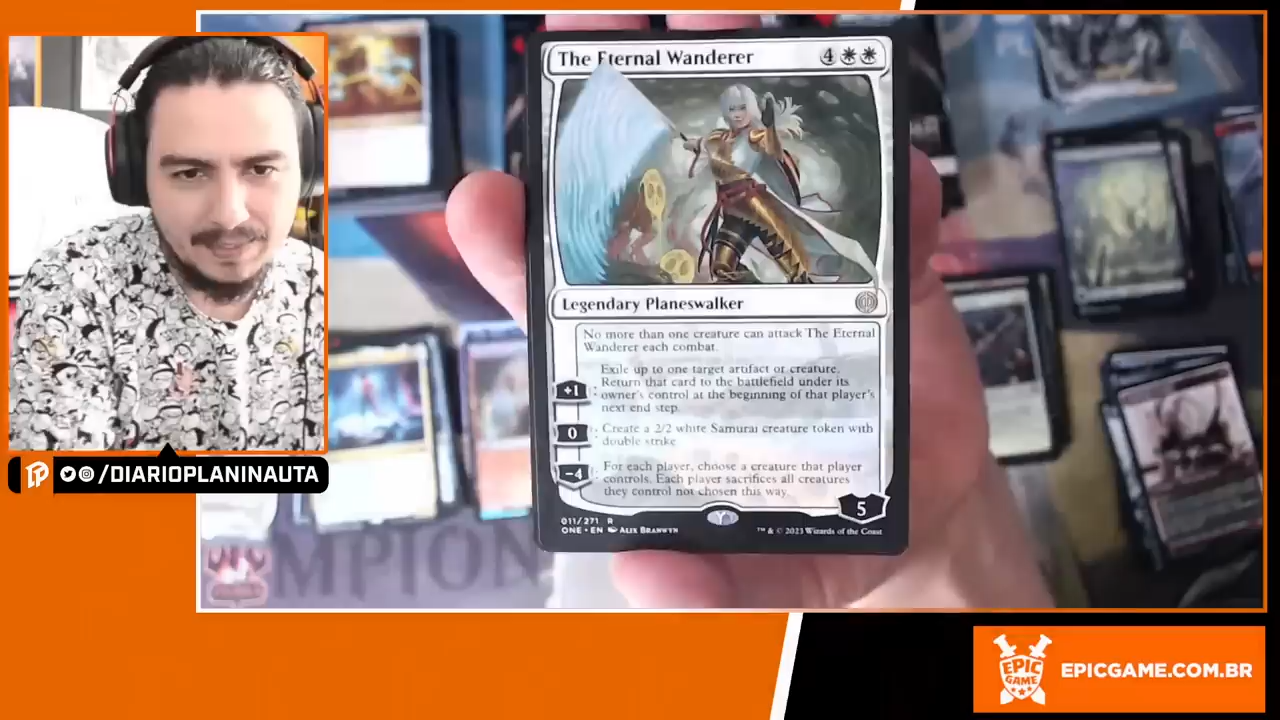 The Eternal Wanderer 4
Legendary Planeswalker
No more than one creature can attack The Eternal
Wanderer each combat.
+1 : Exile up to one target artifact or creature.
Return that card to the battlefield under its
owner's control at the beginning of that player's
next end step.
0 : Create a 2/2 white Samurai creature token with
double strike.
-4 : For each player, choose a creature that player
controls. Each player sacrifices all creatures
they control not chosen this way.
5
011/271 R
ONE • EN ALIX BRANWYN
™ & © 2023 Wizards of the Coast
/DIARIOPLANINAUTA
MPION
EPIC
GAME
EPICGAME.COM.BR